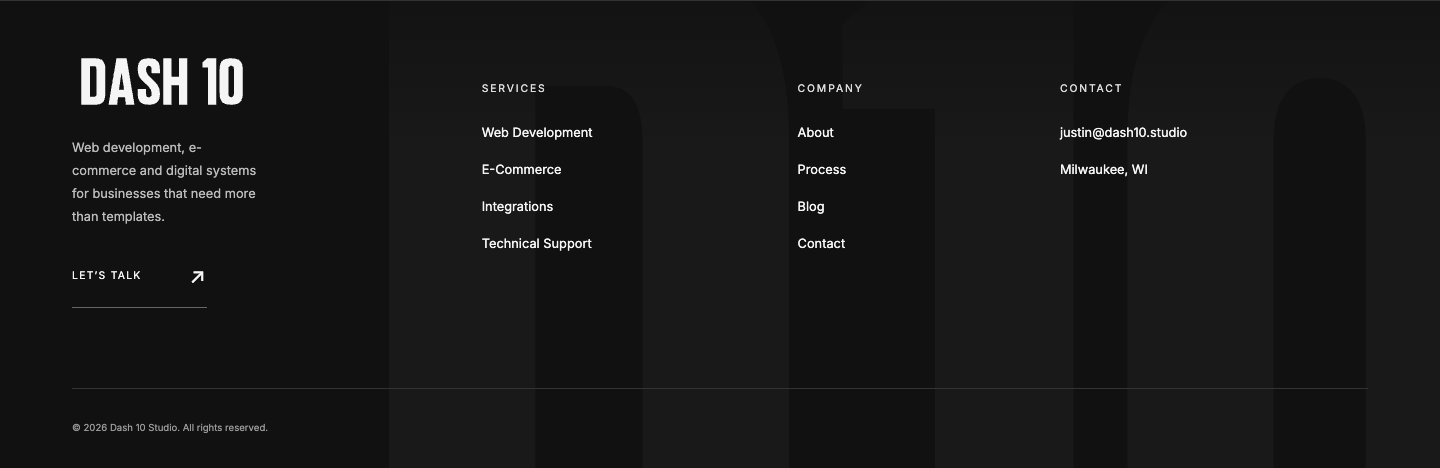 DASH 10
Web development, e-
commerce and digital systems
for businesses that need more
than templates.
LET’S TALK
SERVICES
Web Development
E-Commerce
Integrations
Technical Support
COMPANY
About
Process
Blog
Contact
CONTACT
justin@dash10.studio
Milwaukee, WI
© 2026 Dash 10 Studio. All rights reserved.